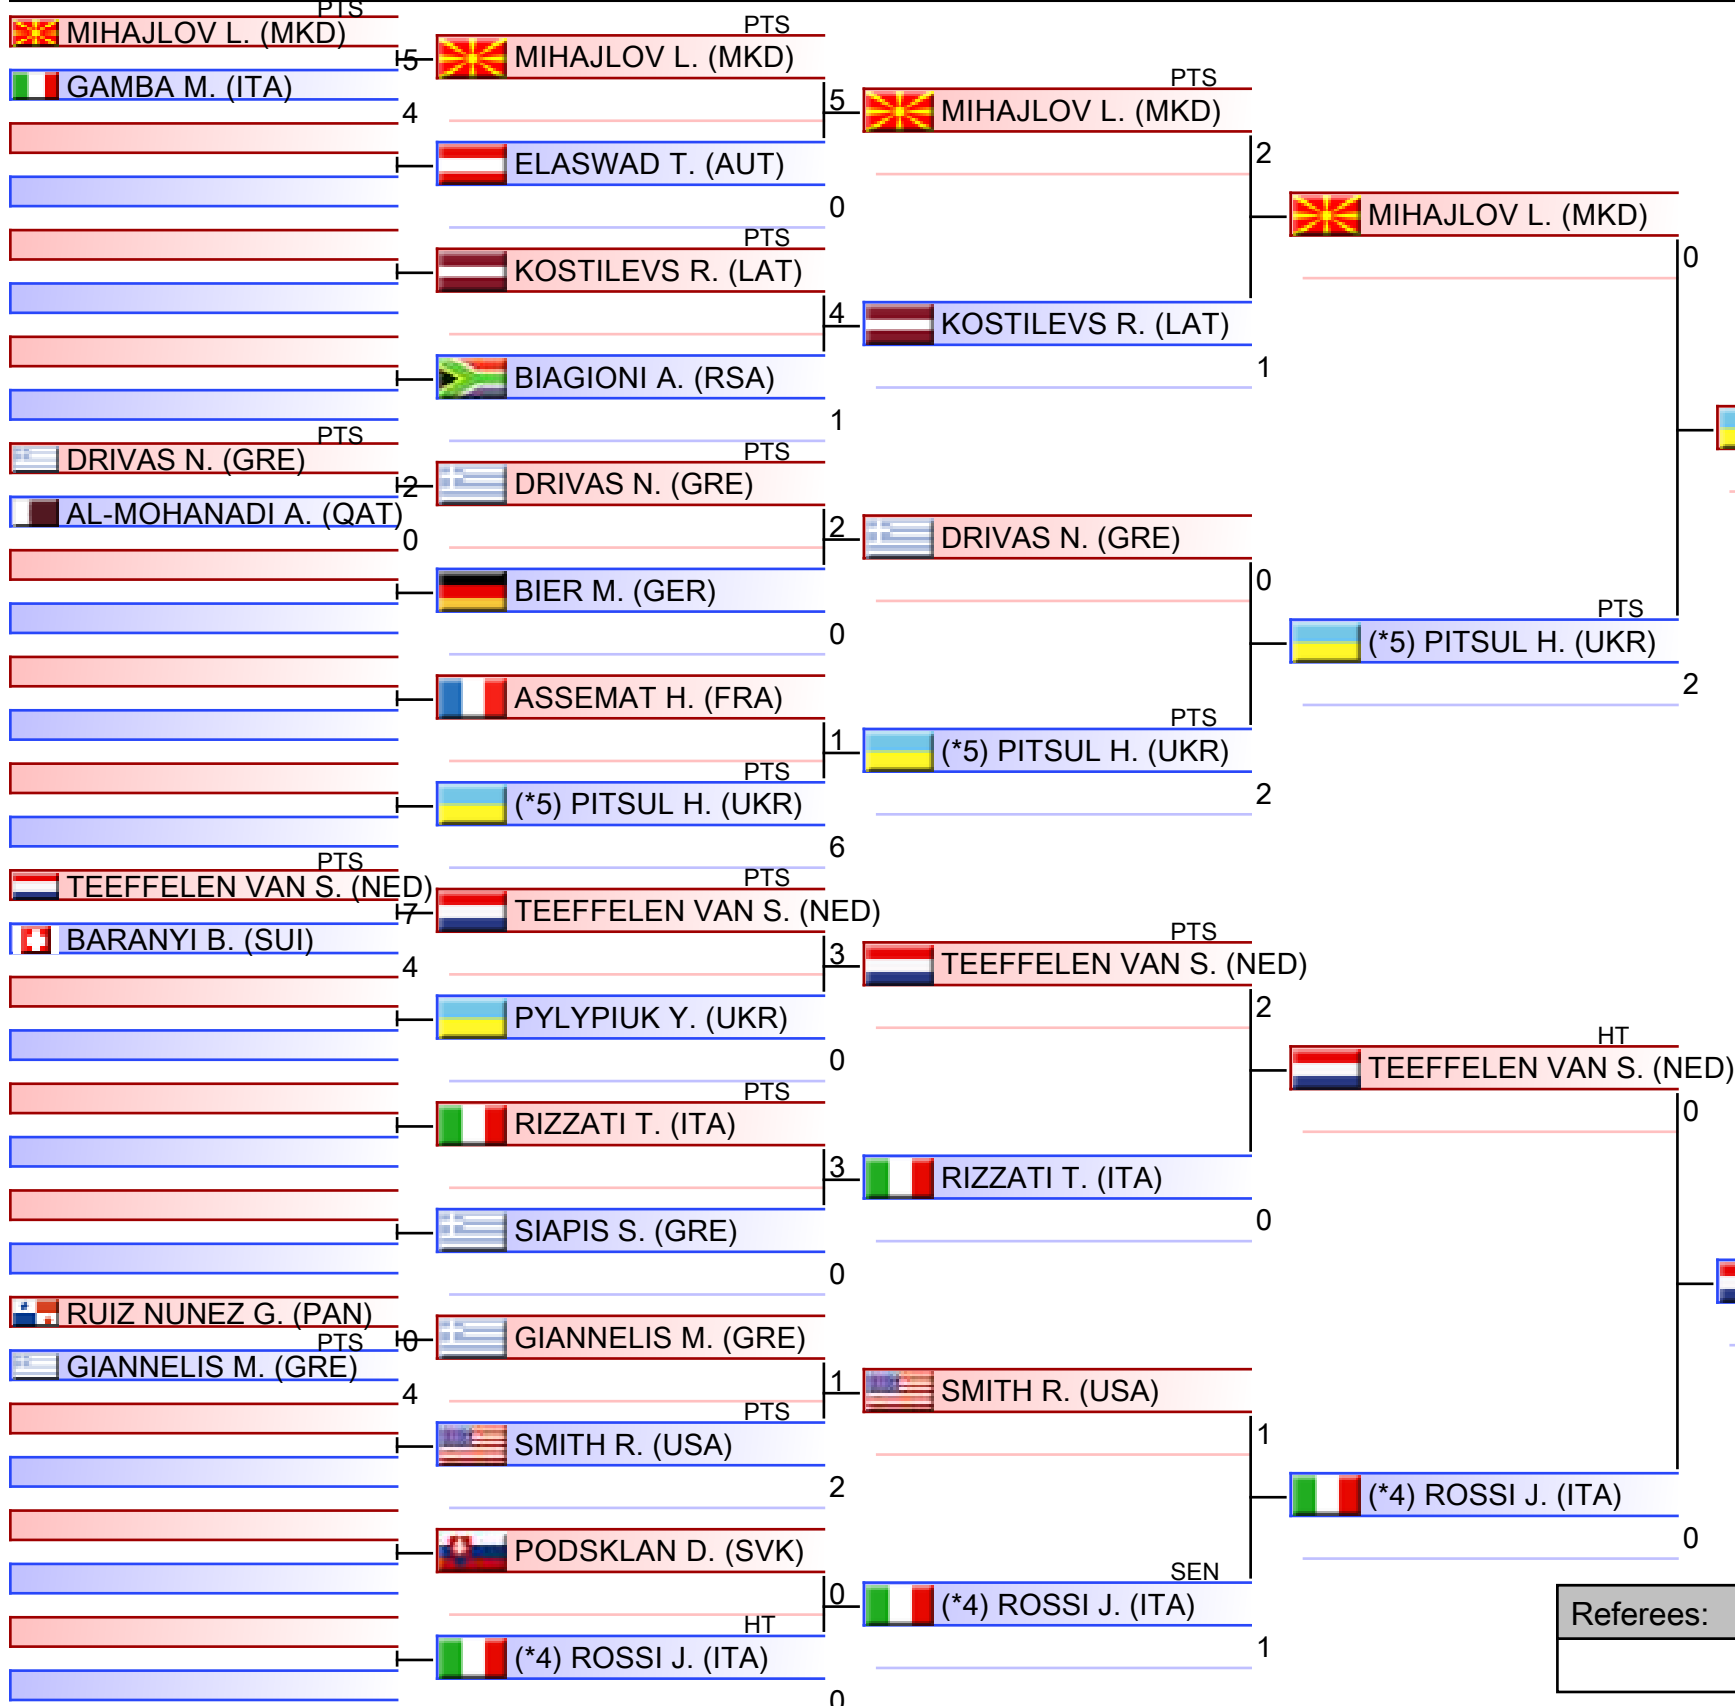 PTS
MIHAJLOV L. (MKD)
5
GAMBA M. (ITA)
4
PTS
DRIVAS N. (GRE)
2
AL-MOHANADI A. (QAT)
0
PTS
TEEFFELEN VAN S. (NED)
7
BARANYI B. (SUI)
4
RUIZ NUNEZ G. (PAN)
0
PTS
GIANNELIS M. (GRE)
4
PTS
MIHAJLOV L. (MKD)
5
ELASWAD T. (AUT)
0
PTS
KOSTILEVS R. (LAT)
4
BIAGIONI A. (RSA)
1
PTS
DRIVAS N. (GRE)
2
BIER M. (GER)
0
ASSEMAT H. (FRA)
1
PTS
(*5) PITSUL H. (UKR)
6
PTS
TEEFFELEN VAN S. (NED)
3
PYLYPIUK Y. (UKR)
0
PTS
RIZZATI T. (ITA)
3
SIAPIS S. (GRE)
0
GIANNELIS M. (GRE)
1
PTS
SMITH R. (USA)
2
PODSKLAN D. (SVK)
0
HT
(*4) ROSSI J. (ITA)
0
PTS
MIHAJLOV L. (MKD)
2
KOSTILEVS R. (LAT)
1
DRIVAS N. (GRE)
0
PTS
(*5) PITSUL H. (UKR)
2
PTS
TEEFFELEN VAN S. (NED)
2
RIZZATI T. (ITA)
0
SMITH R. (USA)
1
SEN
(*4) ROSSI J. (ITA)
1
MIHAJLOV L. (MKD)
0
PTS
(*5) PITSUL H. (UKR)
2
HT
TEEFFELEN VAN S. (NED)
0
(*4) ROSSI J. (ITA)
0
Referees: